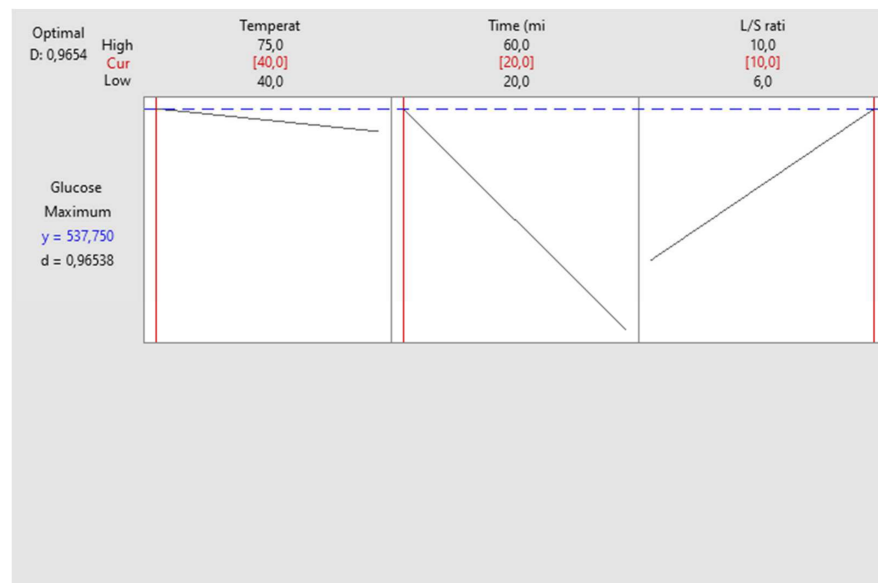 Optimal
D: 0,9654
High
Cur
Low
Temperat
75,0
[40,0]
40,0
Time (mi
60,0
[20,0]
20,0
L/S rati
10,0
[10,0]
6,0
Glucose
Maximum
y = 537,750
d = 0,96538